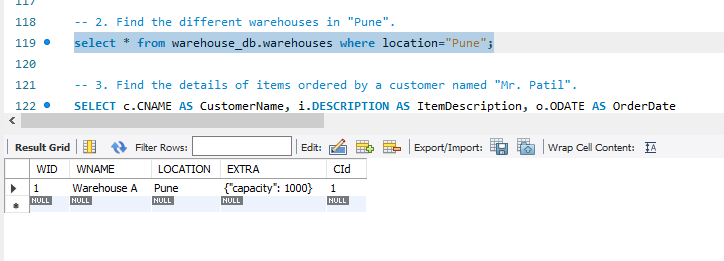 117
118 -- 2. Find the different warehouses in "Pune".
119 select * from warehouse_db.warehouses where location="Pune";
120
121 -- 3. Find the details of items ordered by a customer named "Mr. Patil".
122 SELECT c.CNAME AS CustomerName, i.DESCRIPTION AS ItemDescription, o.ODATE AS OrderDate
Result Grid Filter Rows: Edit: Export/Import: Wrap Cell Content: IA
WID WNAME LOCATION EXTRA CId
1 Warehouse A Pune {"capacity": 1000} 1
NULL NULL NULL NULL NULL